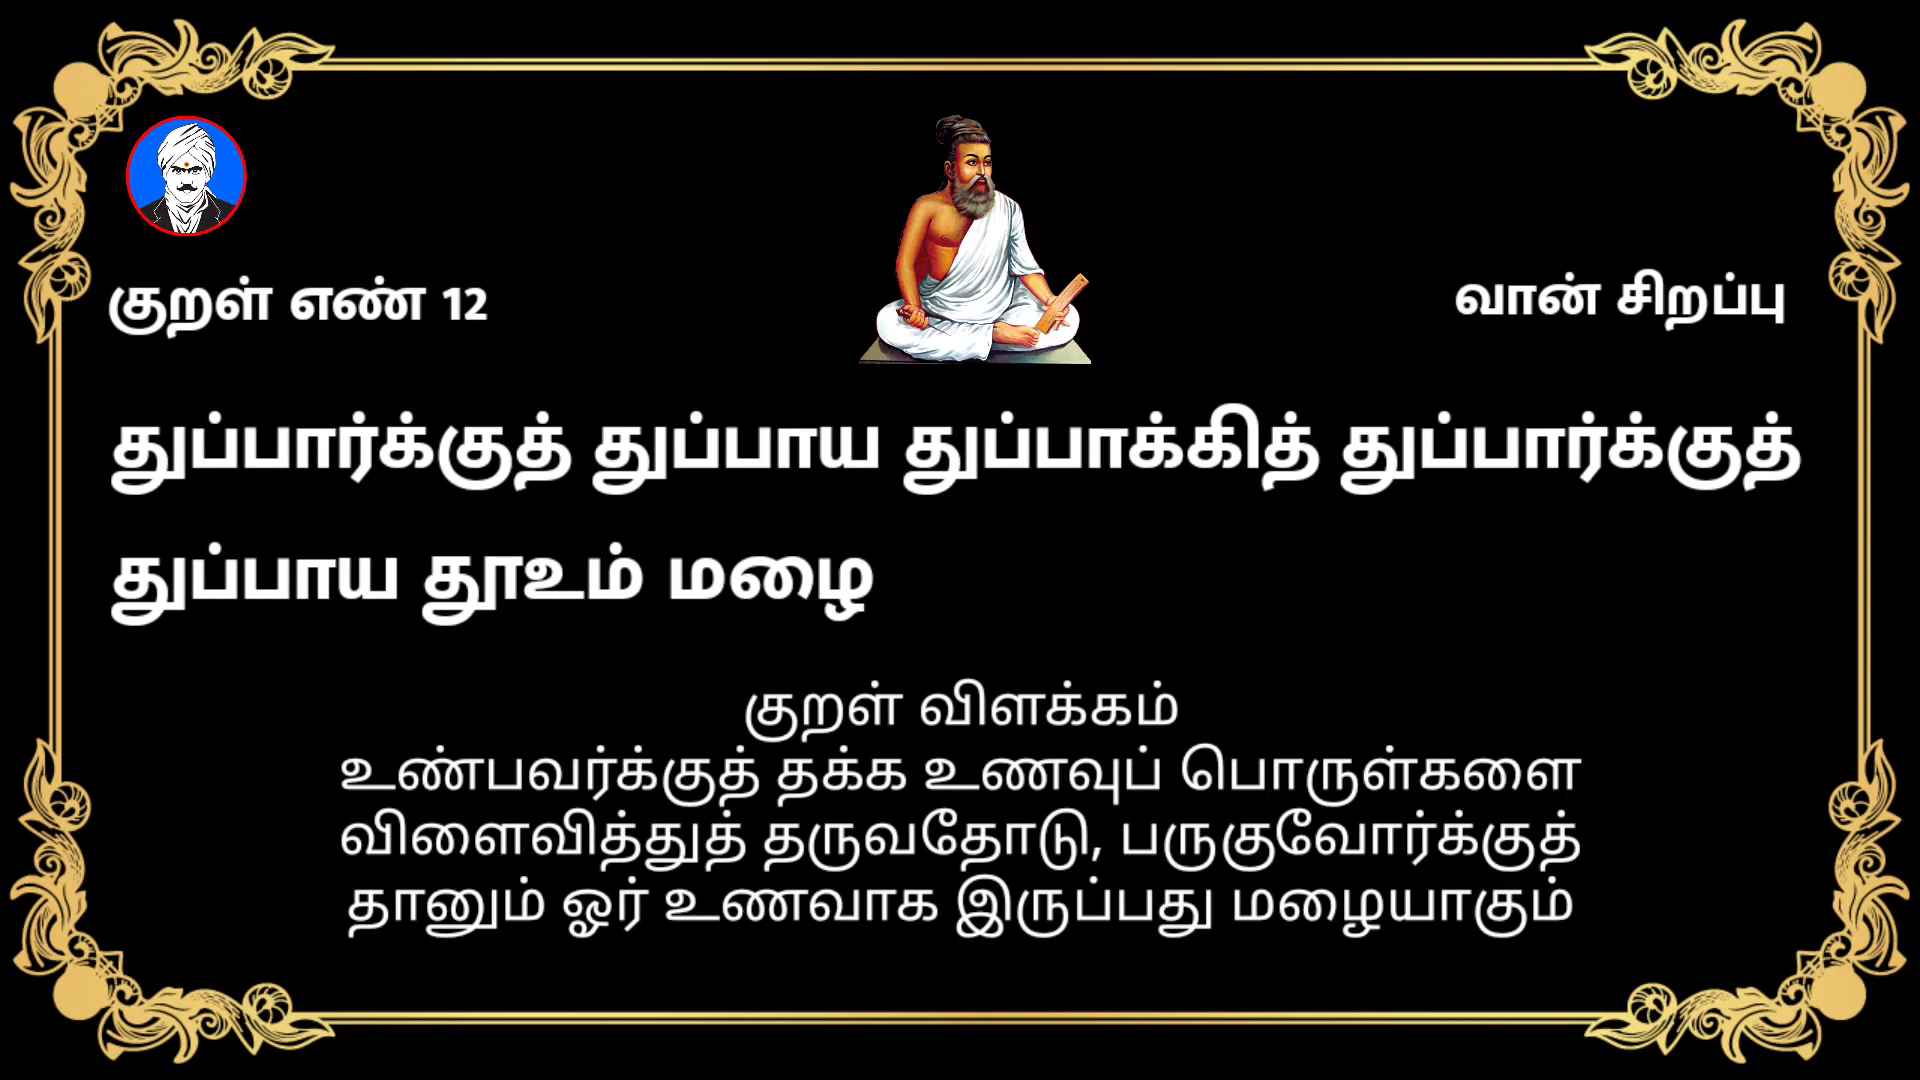 குறள் எண் 12
வான் சிறப்பு
துப்பார்க்குத் துப்பாய துப்பாக்கித் துப்பார்க்குத்
துப்பாய தூஉம் மழை
குறள் விளக்கம்
உண்பவர்க்குத் தக்க உணவுப் பொருள்களை
விளைவித்துத் தருவதோடு, பருகுவோர்க்குத்
தானும் ஓர் உணவாக இருப்பது மழையாகும்